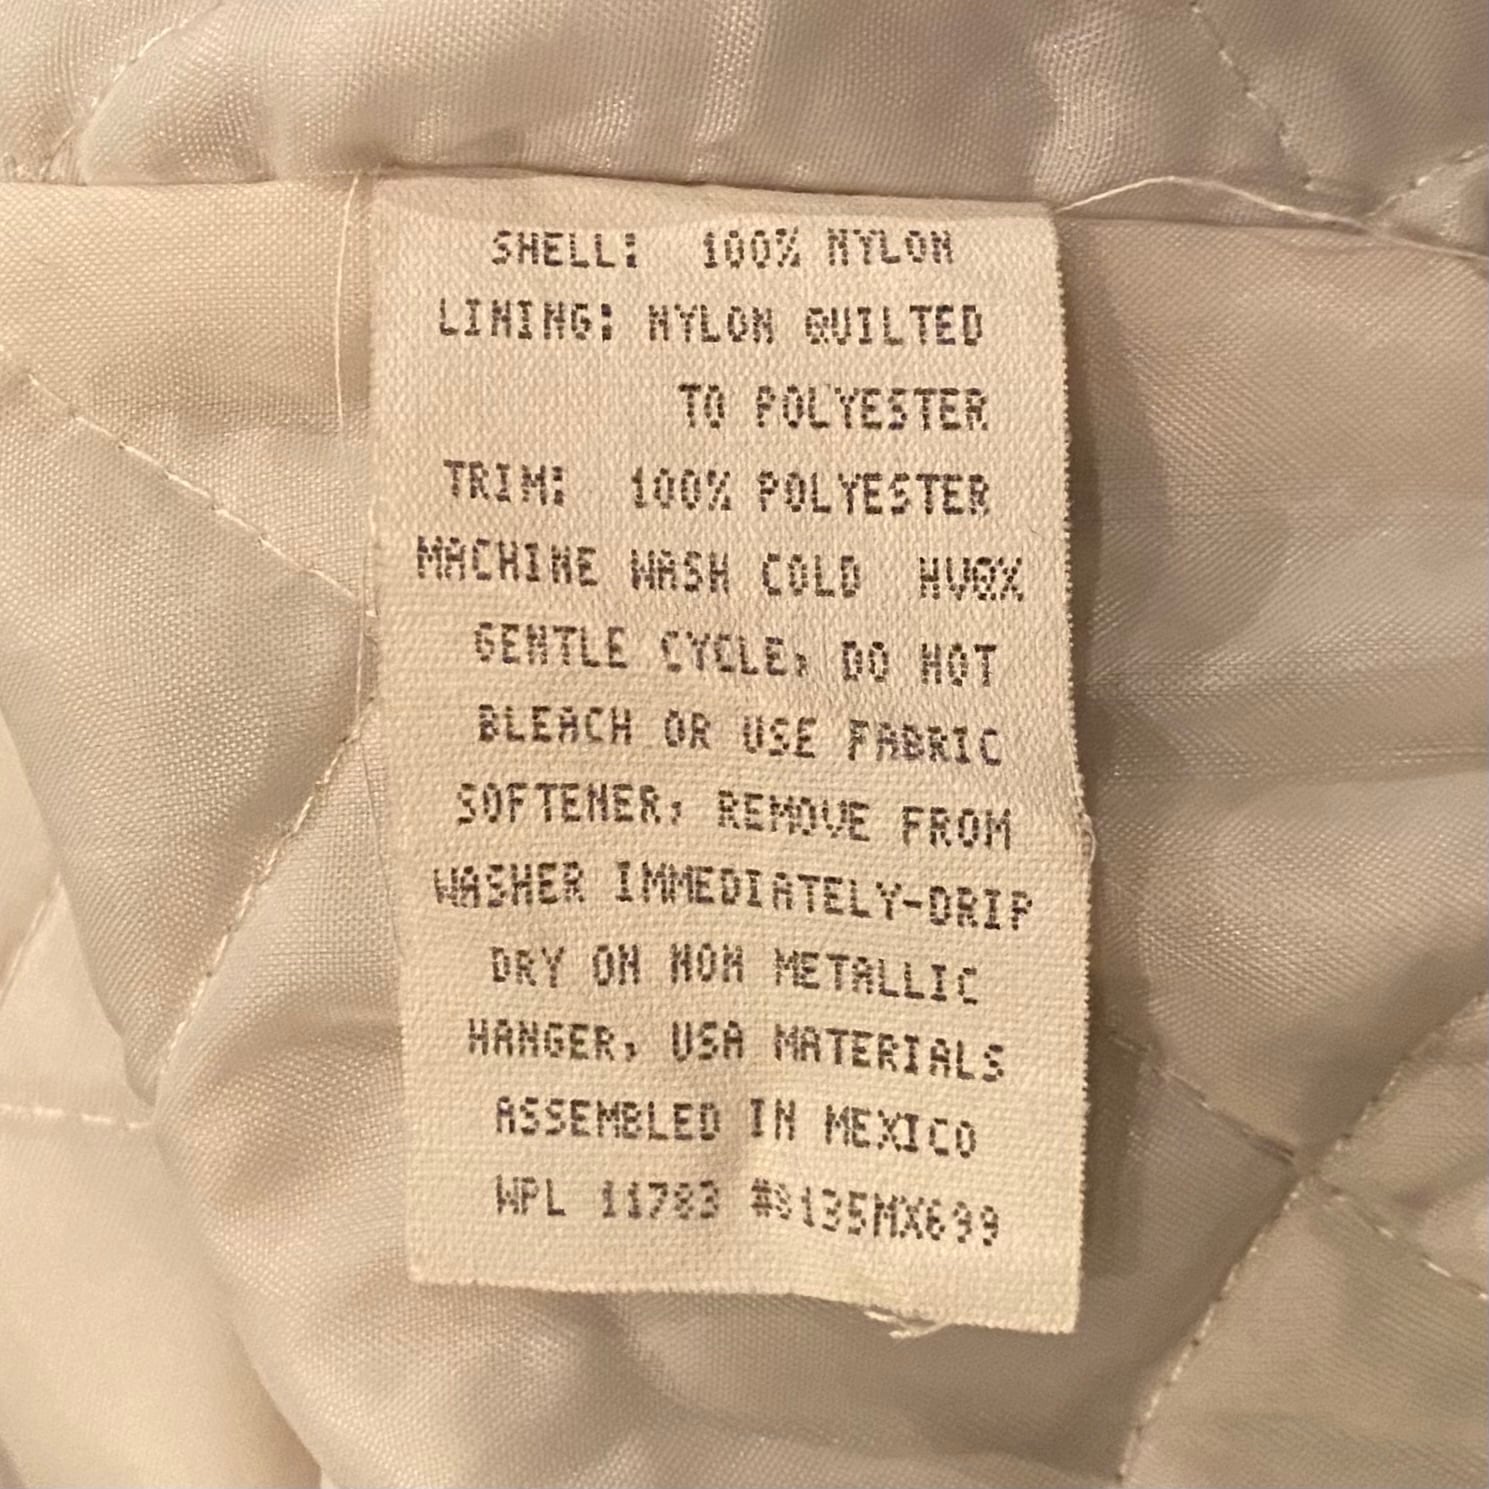 SHELL: 100% NYLON
LINING: NYLON QUILTED
TO POLYESTER
TRIM: 100% POLYESTER
MACHINE WASH COLD HV@%
GENTLE CYCLE, DO NOT
BLEACH OR USE FABRIC
SOFTENER, REMOVE FROM
WASHER IMMEDIATELY-DRIP
DRY ON NON METALLIC
HANGER, USA MATERIALS
ASSEMBLED IN MEXICO
WPL 11783 #8135MX699